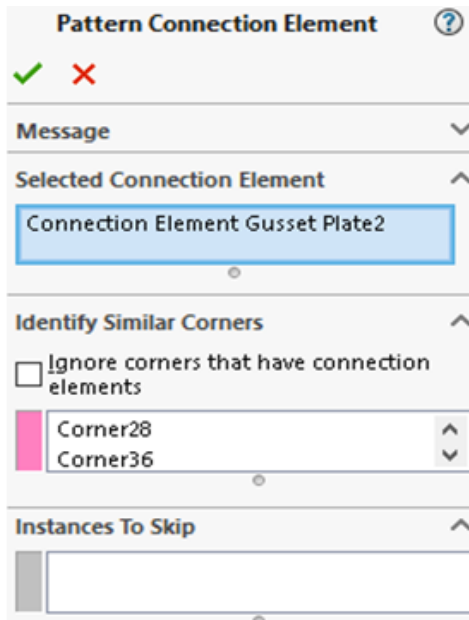 Pattern Connection Element
Message
Selected Connection Element
Connection Element Gusset Plate2
Identify Similar Corners
Ignore corners that have connection
elements
Corner28
Corner36
Instances To Skip